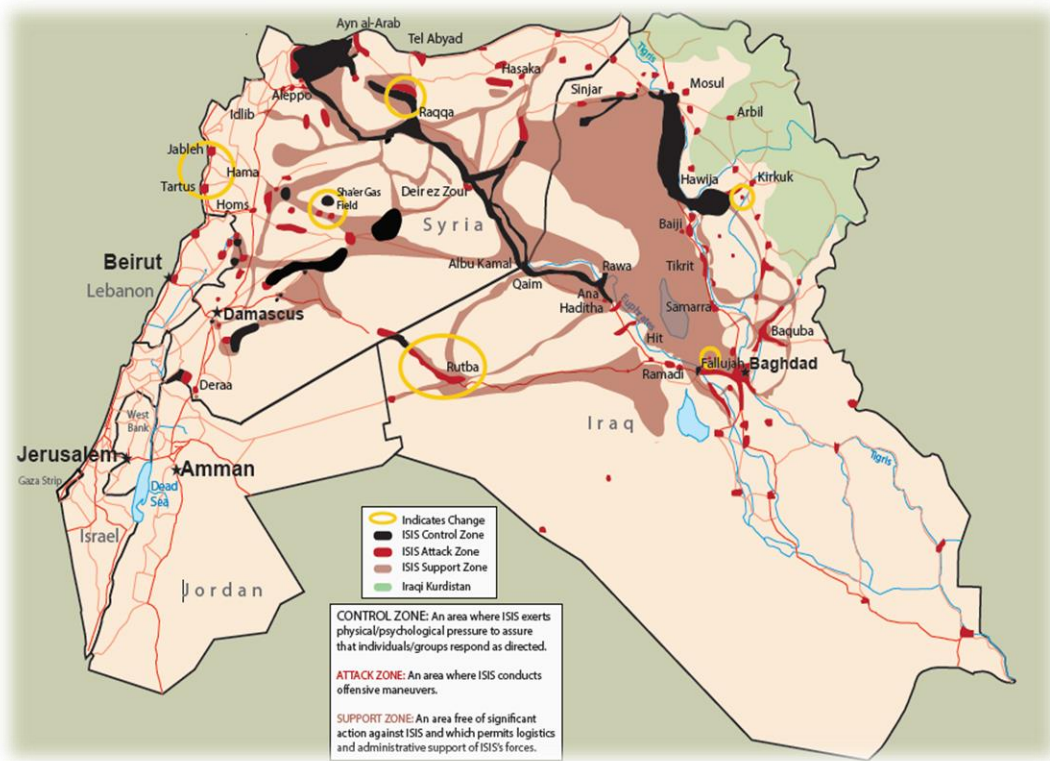 Ayn al-Arab
Tel Abyad
Hasaka
Sinjar
Tigris
Mosul
Arbil
Aleppo
Raqqa
Idlib
Jableh
Hama
Tartus
Homs
Sha'er Gas
Field
Deir ez Zour
Hawija
Kirkuk
Baiji
Syria
Beirut
Lebanon
Albu Kamal
Qaim
Rawa
Ana
Haditha
Euphrates
Tikrit
Samarra
Damascus
Hit
Baquba
Rutba
Ramadi
Fallujah
Baghdad
Deraa
West
Bank
Iraq
Jerusalem
Gaza Strip
Amman
Dead
Sea
Tigris
Israel
Jordan
Indicates Change
ISIS Control Zone
ISIS Attack Zone
ISIS Support Zone
Iraqi Kurdistan
CONTROL ZONE: An area where ISIS exerts
physical/psychological pressure to assure
that individuals/groups respond as directed.
ATTACK ZONE: An area where ISIS conducts
offensive maneuvers.
SUPPORT ZONE: An area free of significant
action against ISIS and which permits logistics
and administrative support of ISIS's forces.